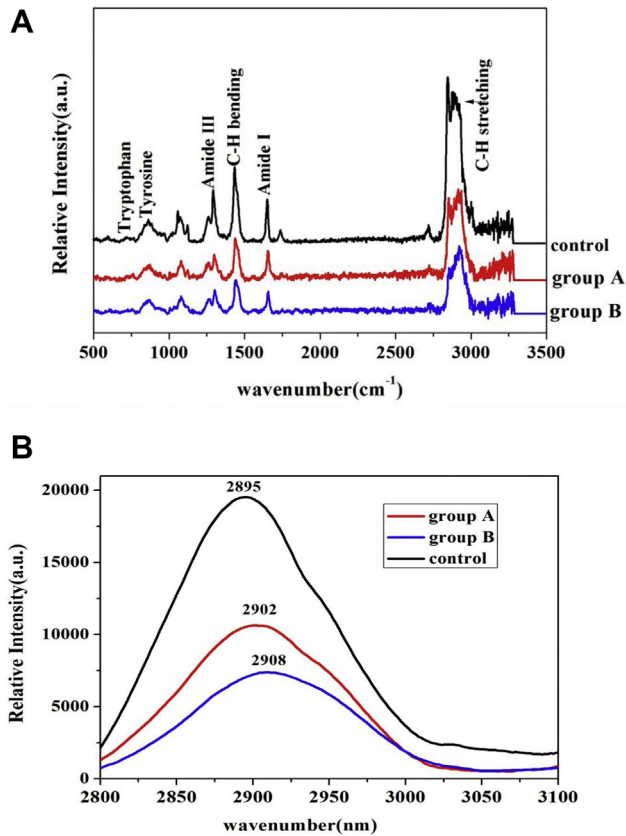 A
Relative Intensity(a.u.)
Tryptophan
Tyrosine
Amide III
C-H bending
Amide I
C-H stretching
control
group A
group B
500 1000 1500 2000 2500 3000 3500
wavenumber(cm-1)
B
Relative Intensity(a.u.)
20000
15000
10000
5000
0
2895
2902
2908
group A
group B
control
2800 2850 2900 2950 3000 3050 3100
wavenumber(nm)